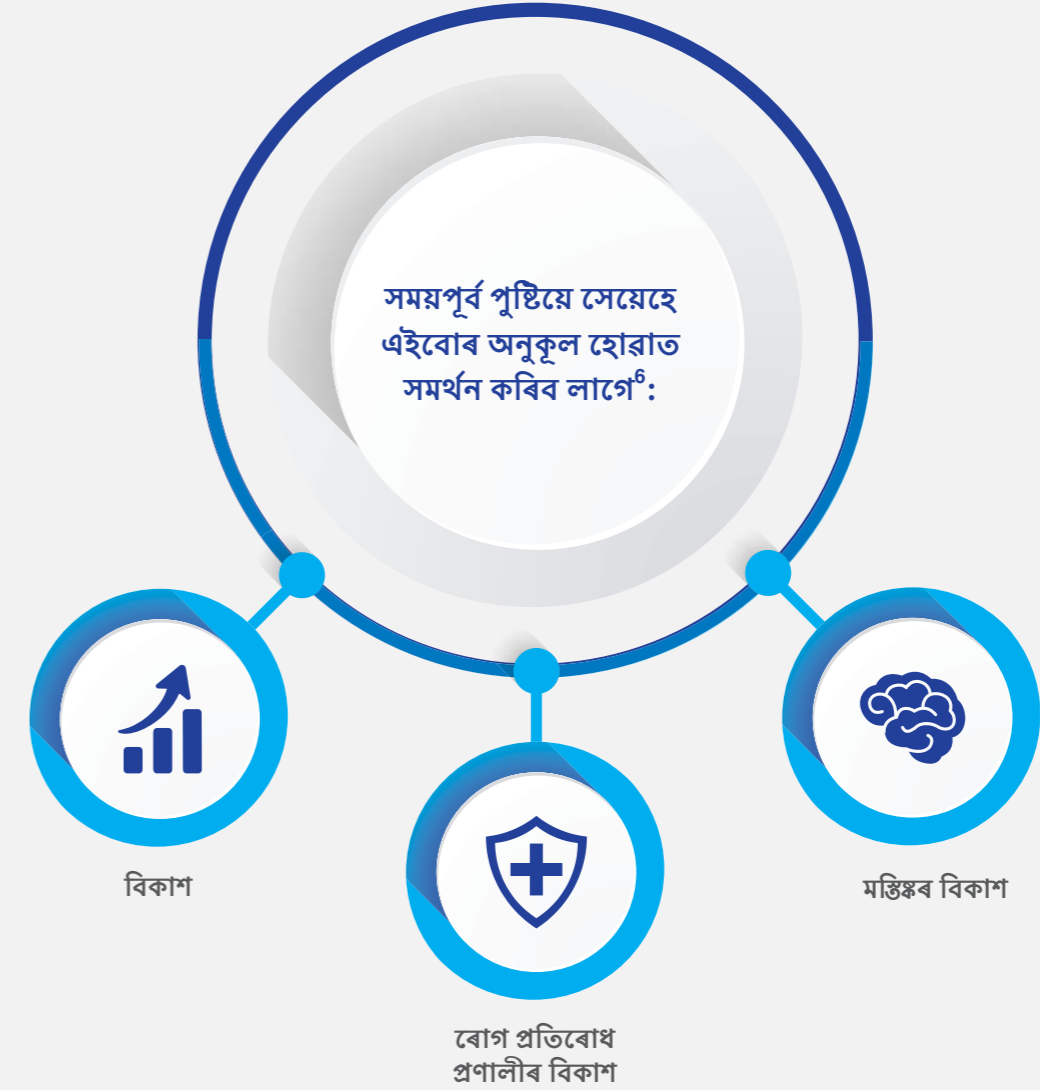 সময়পূৰ্ব পুষ্টিয়ে সেয়েহে
এইবোৰ অনুকূল হোৱাত
সমৰ্থন কৰিব লাগে⁶:
বিকাশ
মস্তিষ্কৰ বিকাশ
ৰোগ প্ৰতিৰোধ
প্ৰণালীৰ বিকাশ